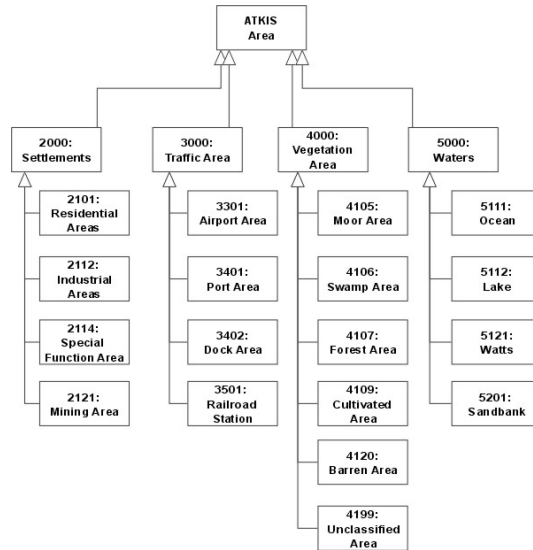 ATKIS
Area
2000:
Settlements
2101:
Residential
Areas
2112:
Industrial
Areas
2114:
Special
Function Area
2121:
Mining Area
3000:
Traffic Area
3301:
Airport Area
3401:
Port Area
3402:
Dock Area
3501:
Railroad
Station
4000:
Vegetation
Area
4105:
Moor Area
4106:
Swamp Area
4107:
Forest Area
4109:
Cultivated
Area
4120:
Barren Area
4199:
Unclassified
Area
5000:
Waters
5111:
Ocean
5112:
Lake
5121:
Watts
5201:
Sandbank